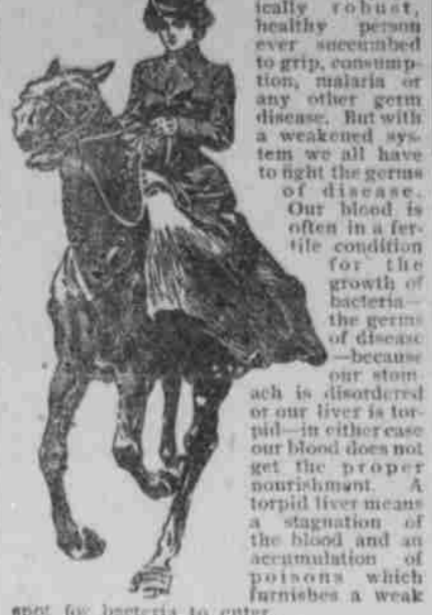 ically robust,
healthy person
ever succumbed
to grip, consump-
tion, malaria or
any other germ
disease. But with
a weakened sys-
tem we all have
to fight the germs
of disease.
Our blood is
often in a fer-
tile condition
for the
growth of
bacteria—
the germs
of disease
—because
our stom-
ach is disordered
or our liver is tor-
pid—in either case
our blood does not
get the proper
nourishment. A
torpid liver means
a stagnation of
the blood and an
accumulation of
poisons which
furnishes a weak
spot for bacteria to enter